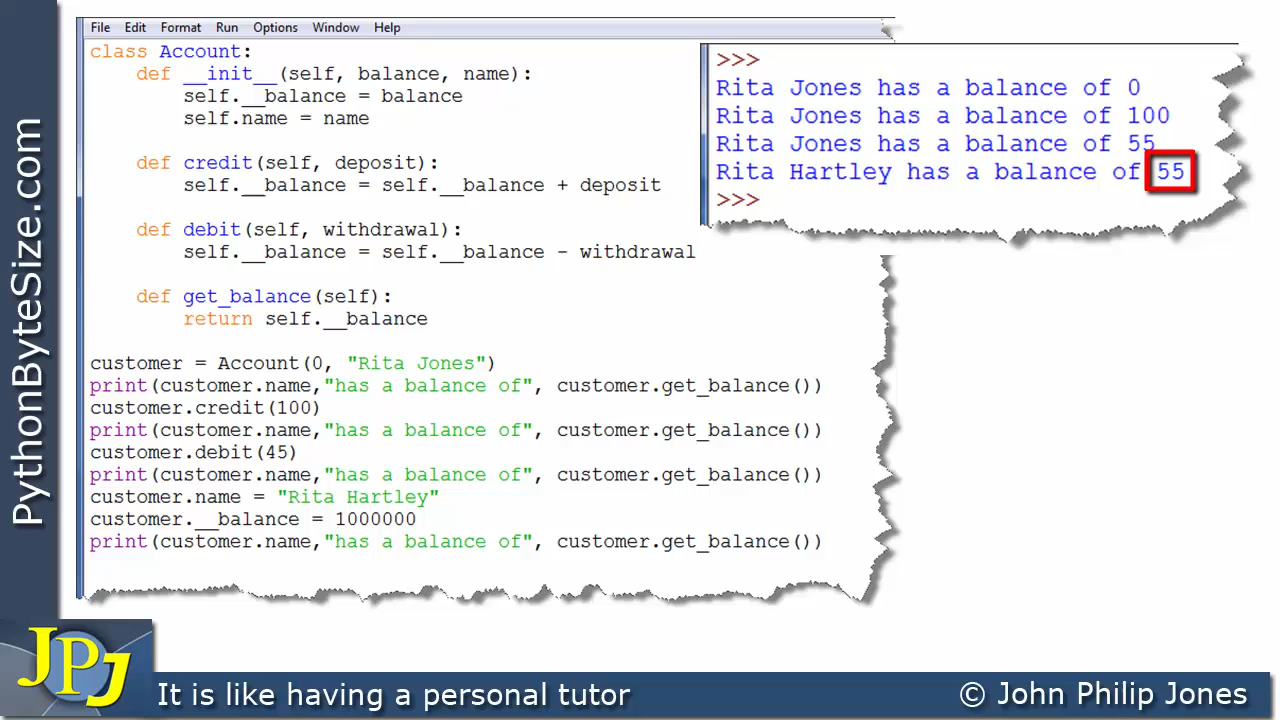 PythonByteSize.com
File Edit Format Run Options Window Help
class Account:
    def __init__(self, balance, name):
        self.__balance = balance
        self.name = name
    def credit(self, deposit):
        self.__balance = self.__balance + deposit
    def debit(self, withdrawal):
        self.__balance = self.__balance - withdrawal
    def get_balance(self):
        return self.__balance
customer = Account(0, "Rita Jones")
print(customer.name,"has a balance of", customer.get_balance())
customer.credit(100)
print(customer.name,"has a balance of", customer.get_balance())
customer.debit(45)
print(customer.name,"has a balance of", customer.get_balance())
customer.name = "Rita Hartley"
customer.__balance = 1000000
print(customer.name,"has a balance of", customer.get_balance())
>>>
Rita Jones has a balance of 0
Rita Jones has a balance of 100
Rita Jones has a balance of 55
Rita Hartley has a balance of 55
>>>
JPJ
It is like having a personal tutor
© John Philip Jones